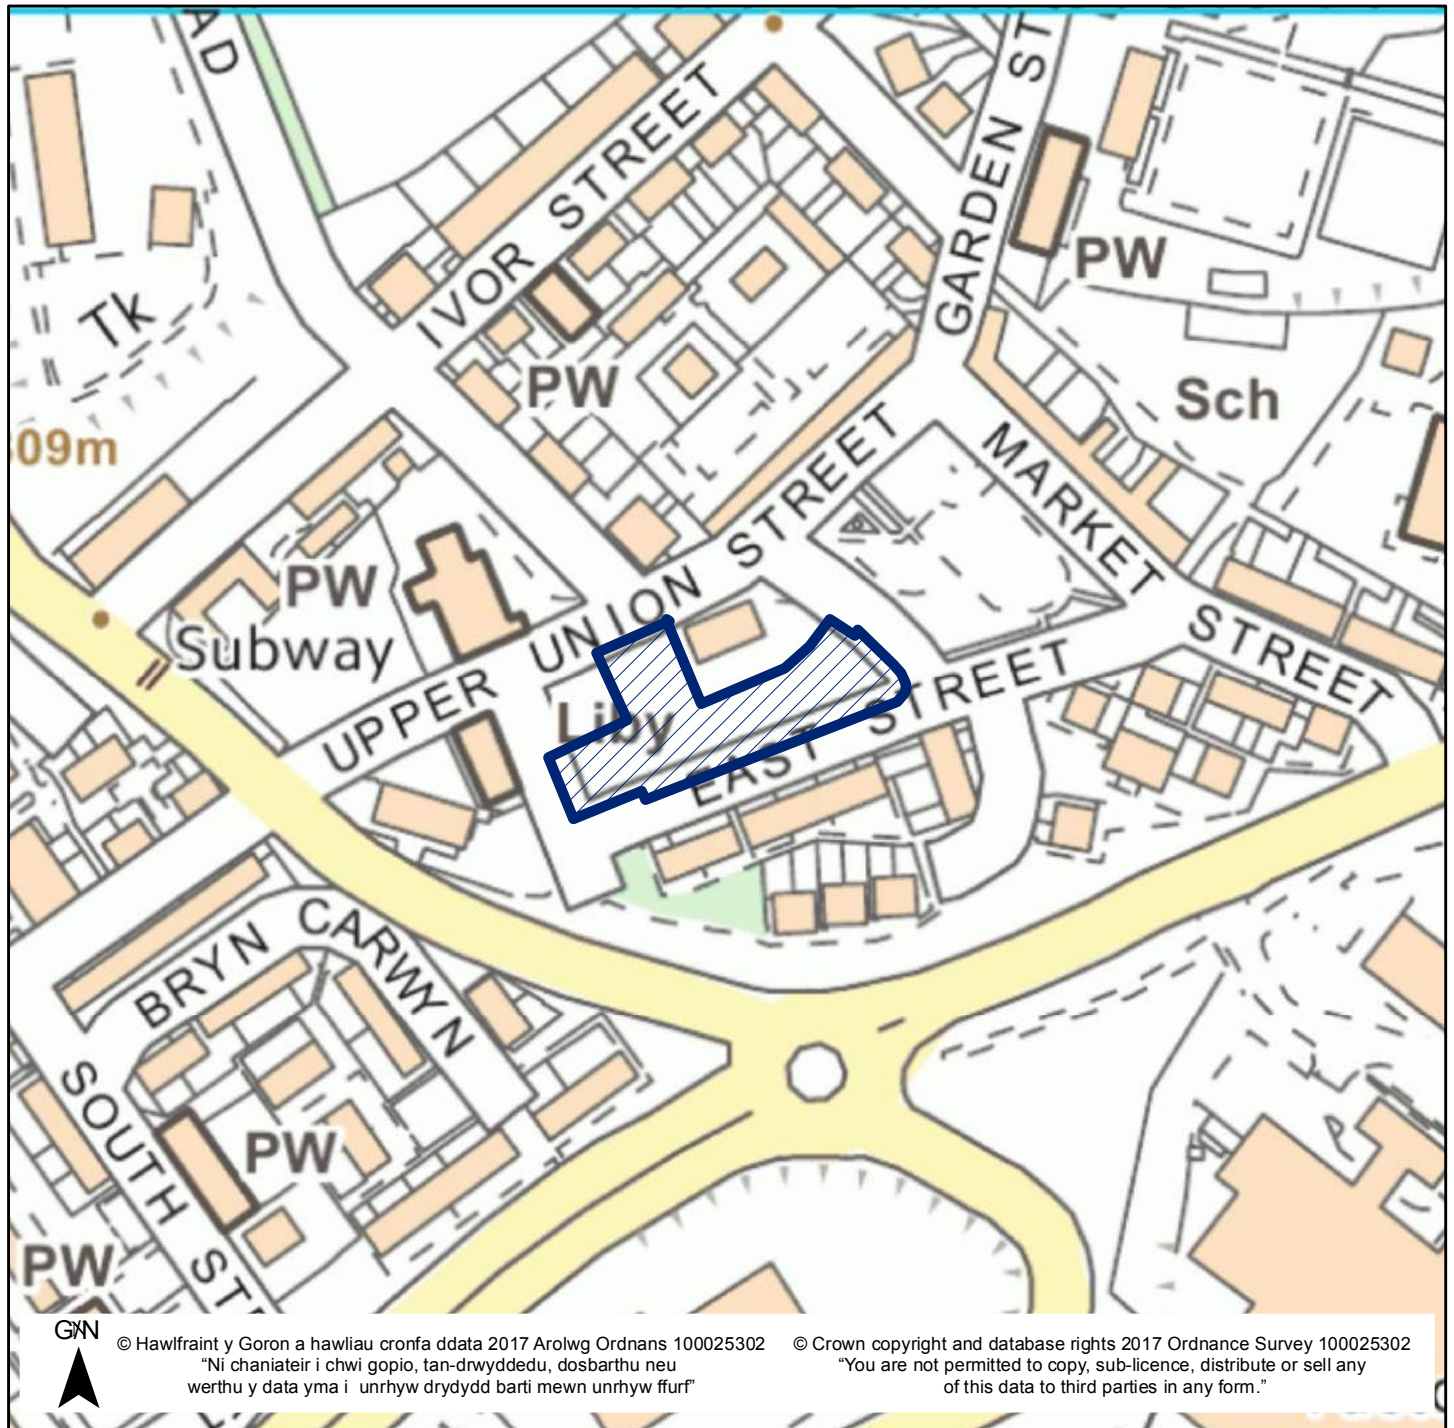 AD
IVOR STREET
GARDEN ST
PW
Tk
PW
Sch
09m
MARKET STREET
PW
Subway
UPPER UNION STREET
Liby
EAST STREET
BRYN CARWYN
SOUTH ST
PW
PW
G/N
© Hawlfraint y Goron a hawliau cronfa ddata 2017 Arolwg Ordnans 100025302
“Ni chaniateir i chwi gopio, tan-drwyddedu, dosbarthu neu
werthu y data yma i unrhyw drydydd barti mewn unrhyw ffurf”
© Crown copyright and database rights 2017 Ordnance Survey 100025302
“You are not permitted to copy, sub-licence, distribute or sell any
of this data to third parties in any form.”